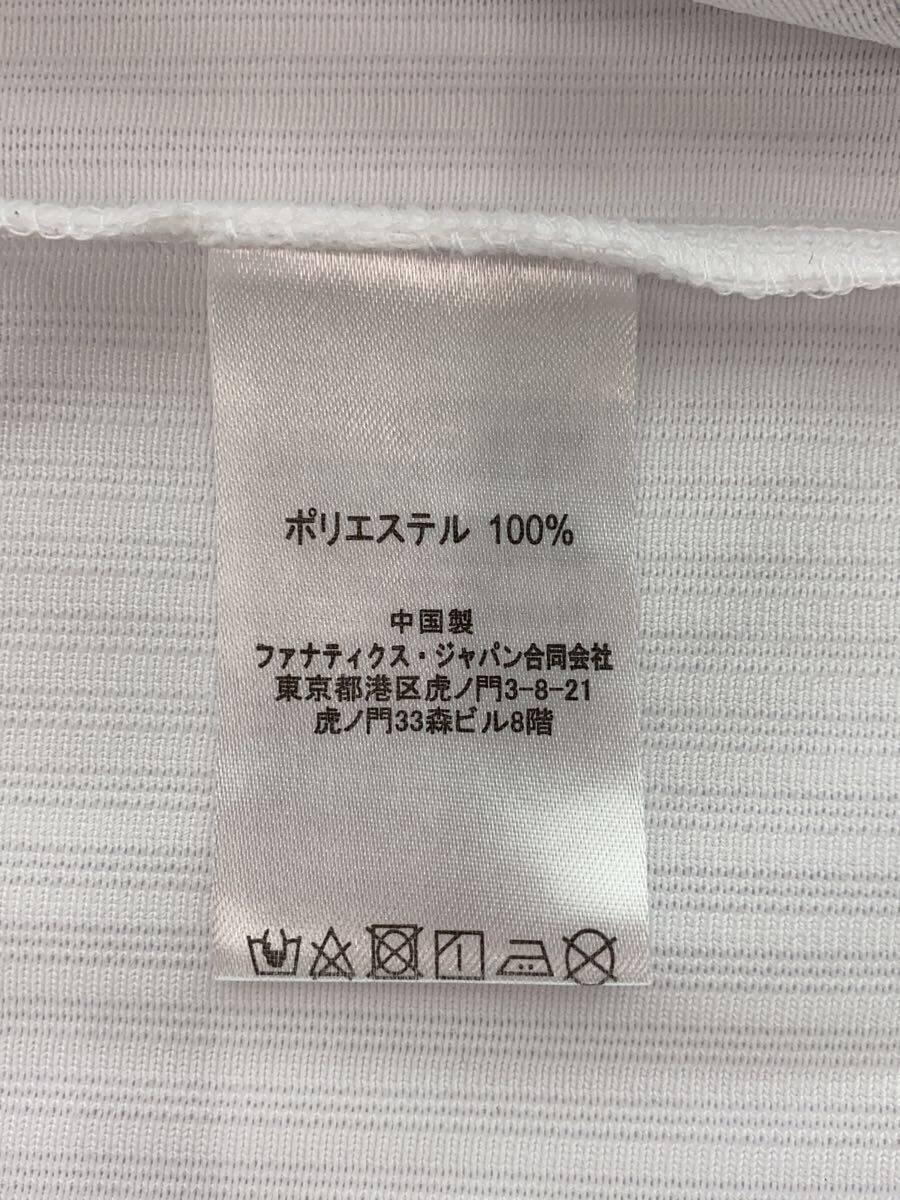 ポリエステル 100%
中国製
ファナティクス・ジャパン合同会社
東京都港区虎ノ門3-8-21
虎ノ門33森ビル8階